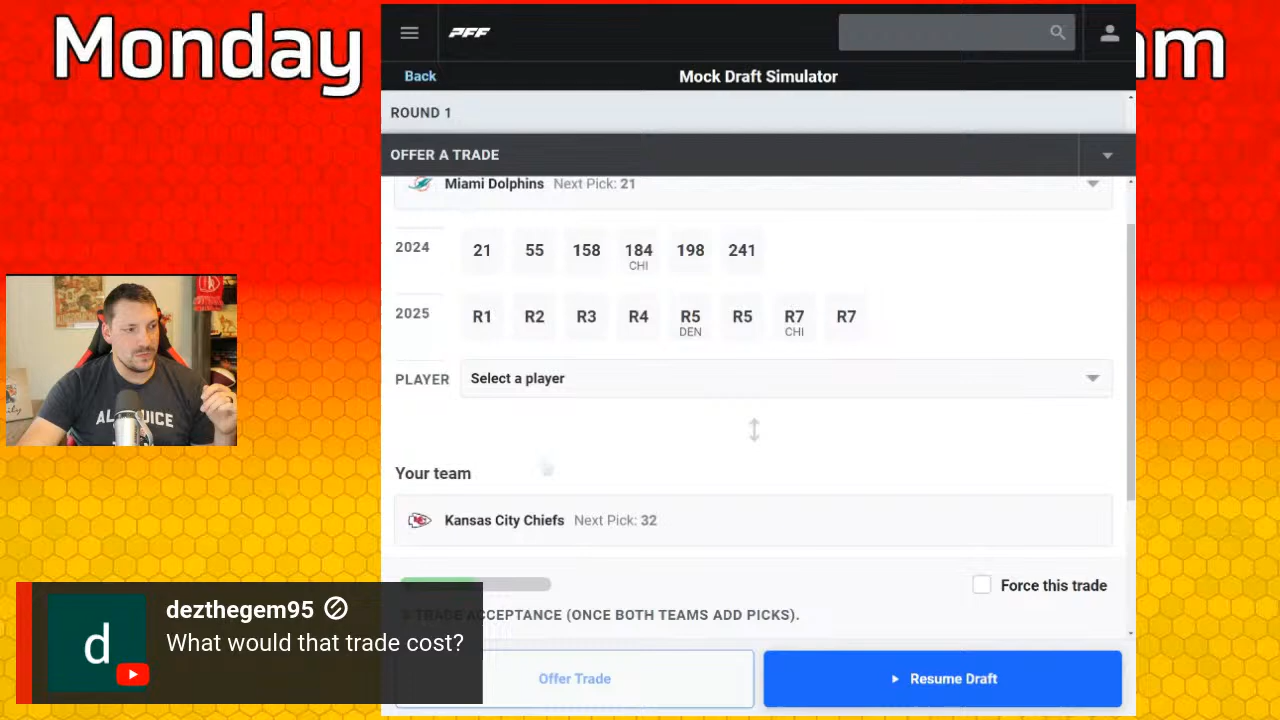 Monday
am
PFF
Back
Mock Draft Simulator
ROUND 1
OFFER A TRADE
Miami Dolphins Next Pick: 21
2024 21 55 158 184 198 241
CHI
2025 R1 R2 R3 R4 R5 R5 R7 R7
DEN CHI
PLAYER Select a player
Your team
Kansas City Chiefs Next Pick: 32
Force this trade
TRADE ACCEPTANCE (ONCE BOTH TEAMS ADD PICKS).
Offer Trade
Resume Draft
d
dezthegem95
What would that trade cost?